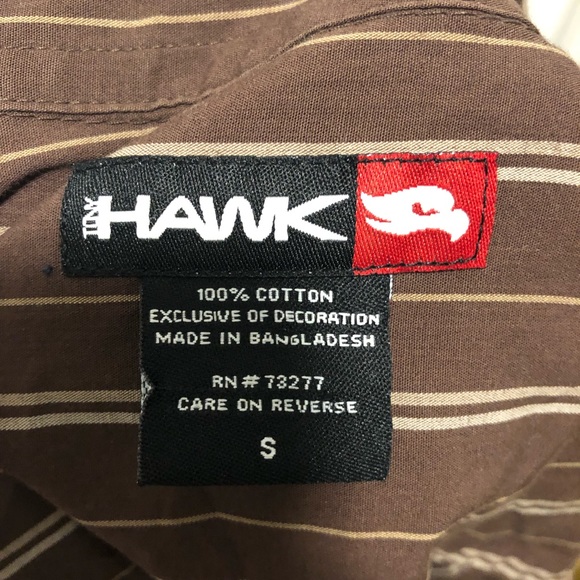 TONY HAWK
100% COTTON
EXCLUSIVE OF DECORATION
MADE IN BANGLADESH
RN# 73277
CARE ON REVERSE
S